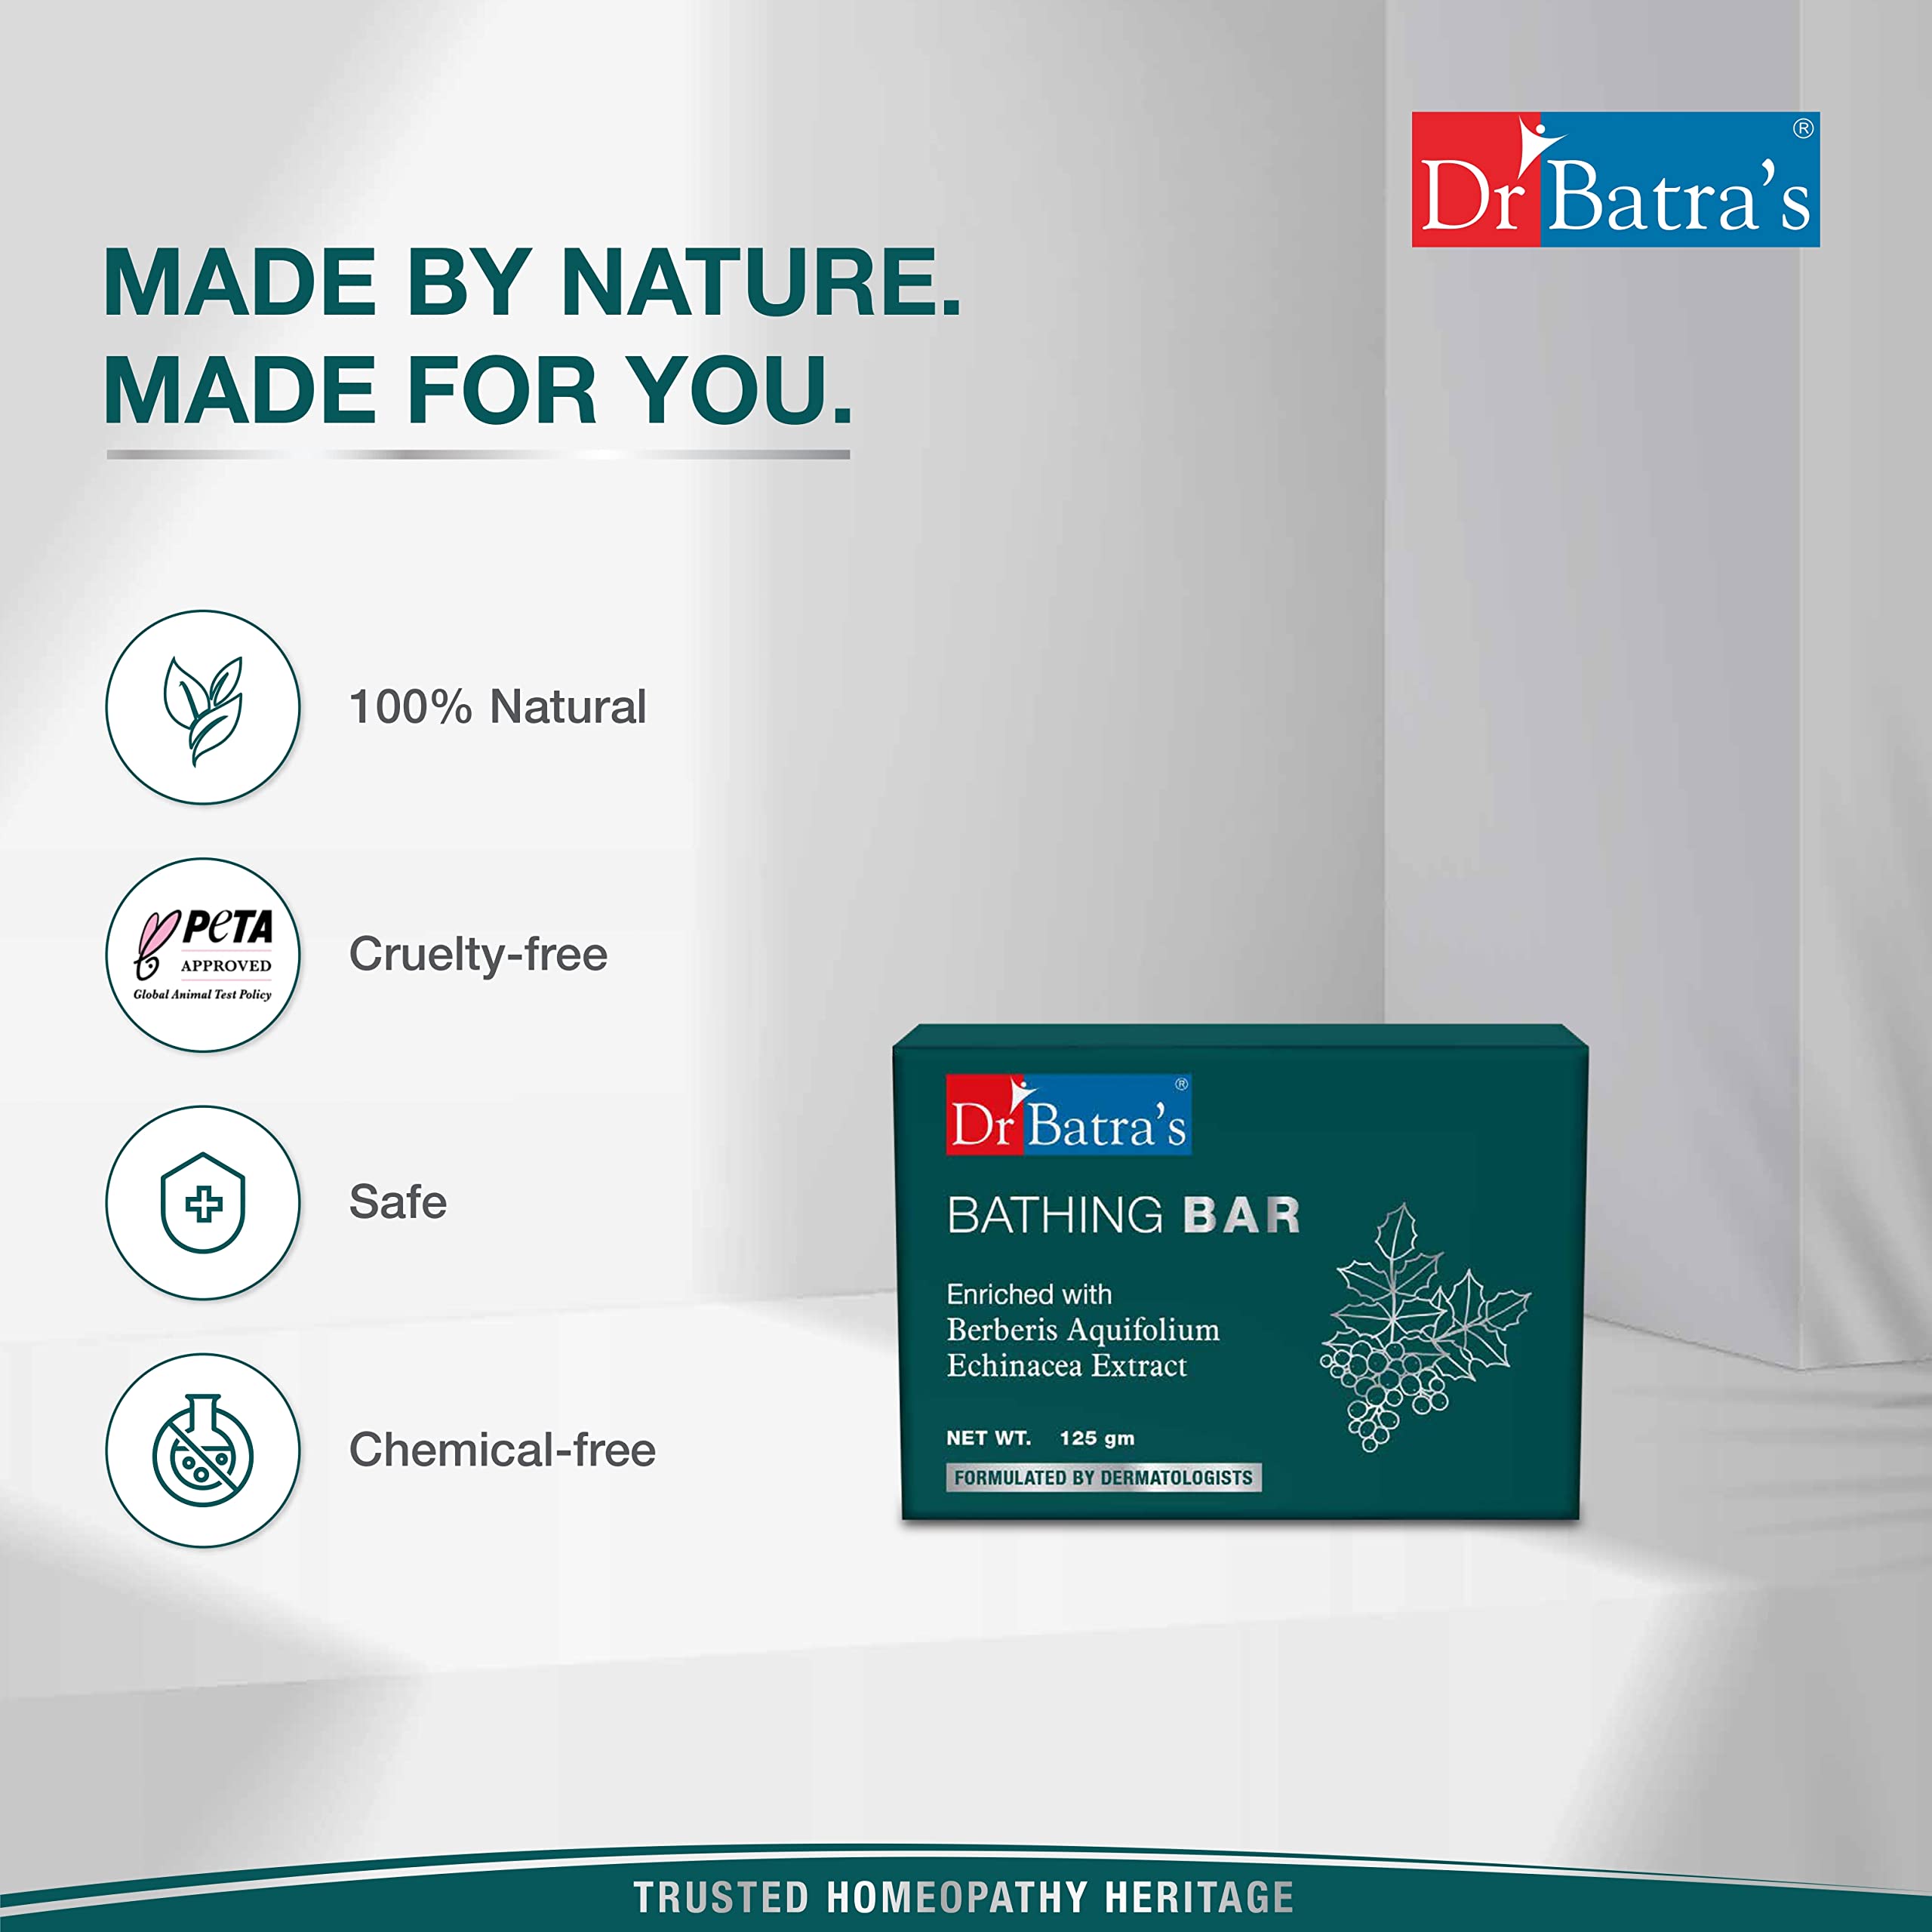 Dr Batra's ®
MADE BY NATURE.
MADE FOR YOU.
100% Natural
PeTA
APPROVED
Global Animal Test Policy
Cruelty-free
Safe
Chemical-free
Dr Batra's ®
BATHING BAR
Enriched with
Berberis Aquifolium
Echinacea Extract
NET WT. 125 gm
FORMULATED BY DERMATOLOGISTS
TRUSTED HOMEOPATHY HERITAGE